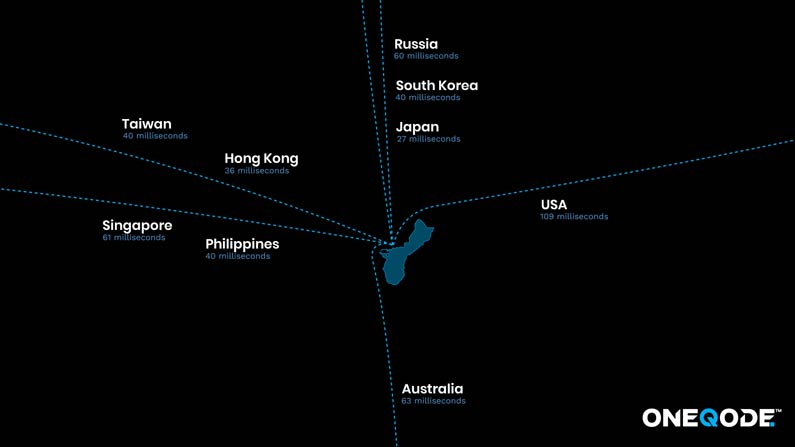 Russia
60 milliseconds
South Korea
40 milliseconds
Japan
27 milliseconds
Taiwan
40 milliseconds
Hong Kong
36 milliseconds
USA
109 milliseconds
Singapore
61 milliseconds
Philippines
40 milliseconds
Australia
63 milliseconds
ONEQODE™